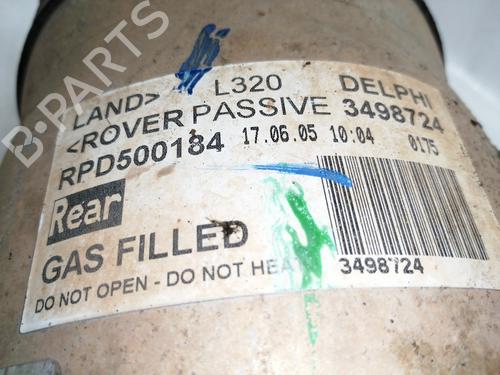 B-PARTS
LAND> L320 DELPHI
<ROVER PASSIVE 3498724
RPD500184 17.06.05 10:04 0175
Rear
GAS FILLED
DO NOT OPEN - DO NOT HEA
3498724